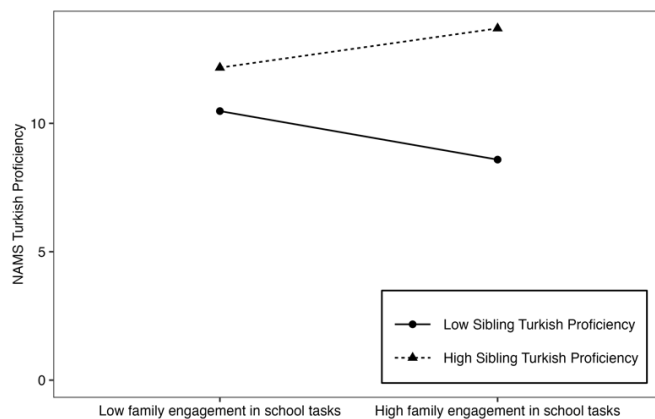 NAMS Turkish Proficiency
10
5
0
Low Sibling Turkish Proficiency
High Sibling Turkish Proficiency
Low family engagement in school tasks
High family engagement in school tasks